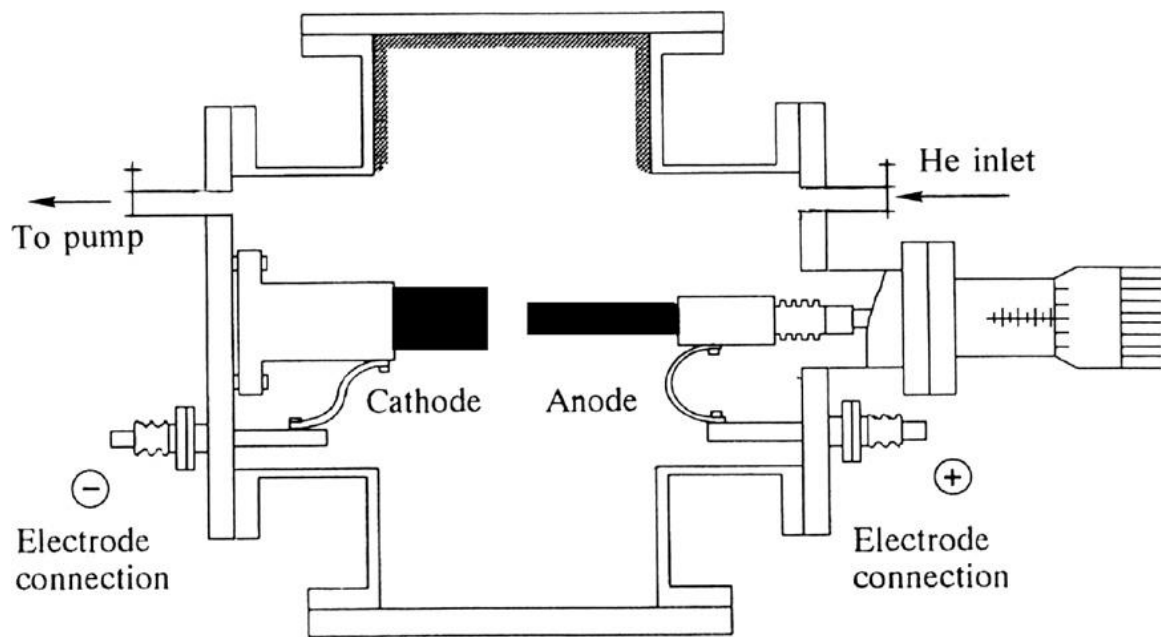 He inlet
To pump
Cathode
Anode
−
+
Electrode
connection
Electrode
connection